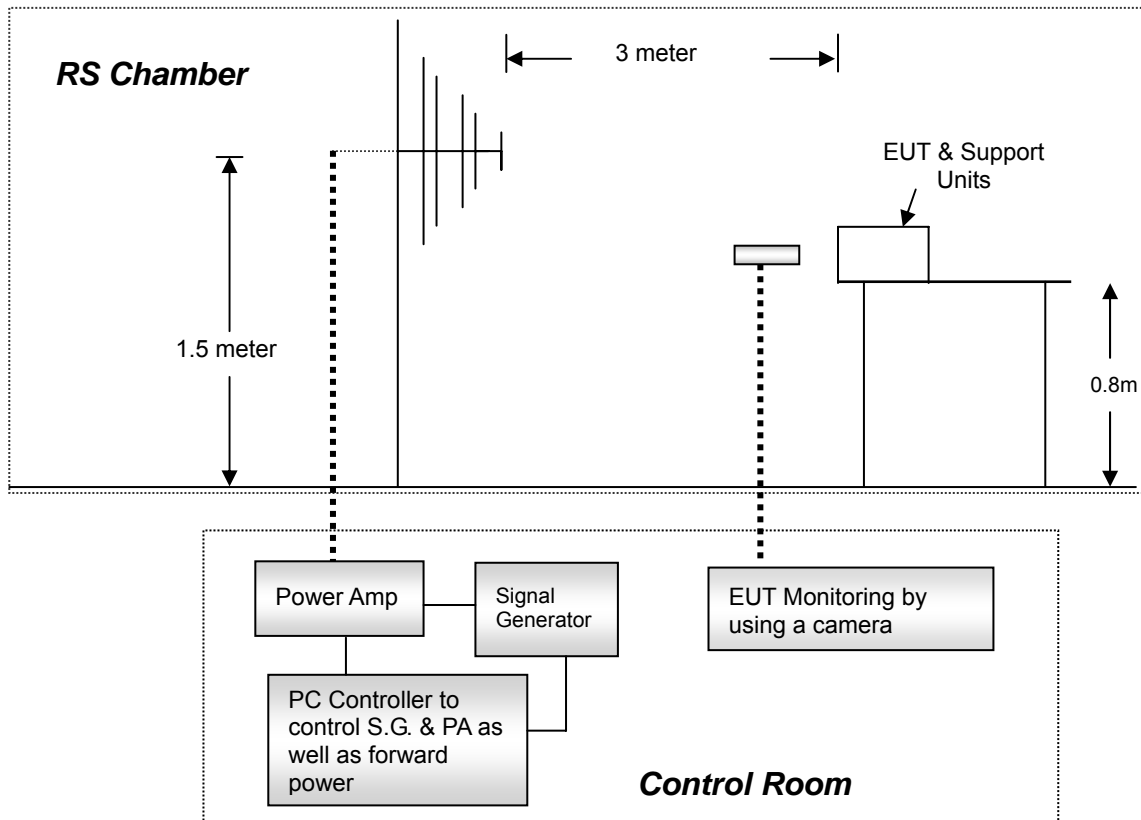 3 meter
RS Chamber
EUT & Support
Units
1.5 meter
0.8m
Power Amp
Signal
Generator
EUT Monitoring by
using a camera
PC Controller to
control S.G. & PA as
well as forward
power
Control Room